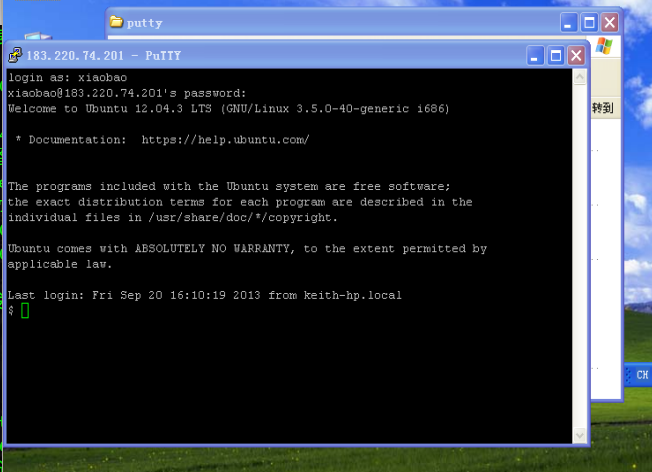 putty
183.220.74.201 - PuTTY
login as: xiaobao
xiaobao@183.220.74.201's password:
Welcome to Ubuntu 12.04.3 LTS (GNU/Linux 3.5.0-40-generic i686)
* Documentation:  https://help.ubuntu.com/
The programs included with the Ubuntu system are free software;
the exact distribution terms for each program are described in the
individual files in /usr/share/doc/*/copyright.
Ubuntu comes with ABSOLUTELY NO WARRANTY, to the extent permitted by
applicable law.
Last login: Fri Sep 20 16:10:19 2013 from keith-hp.local
$
转到
CH